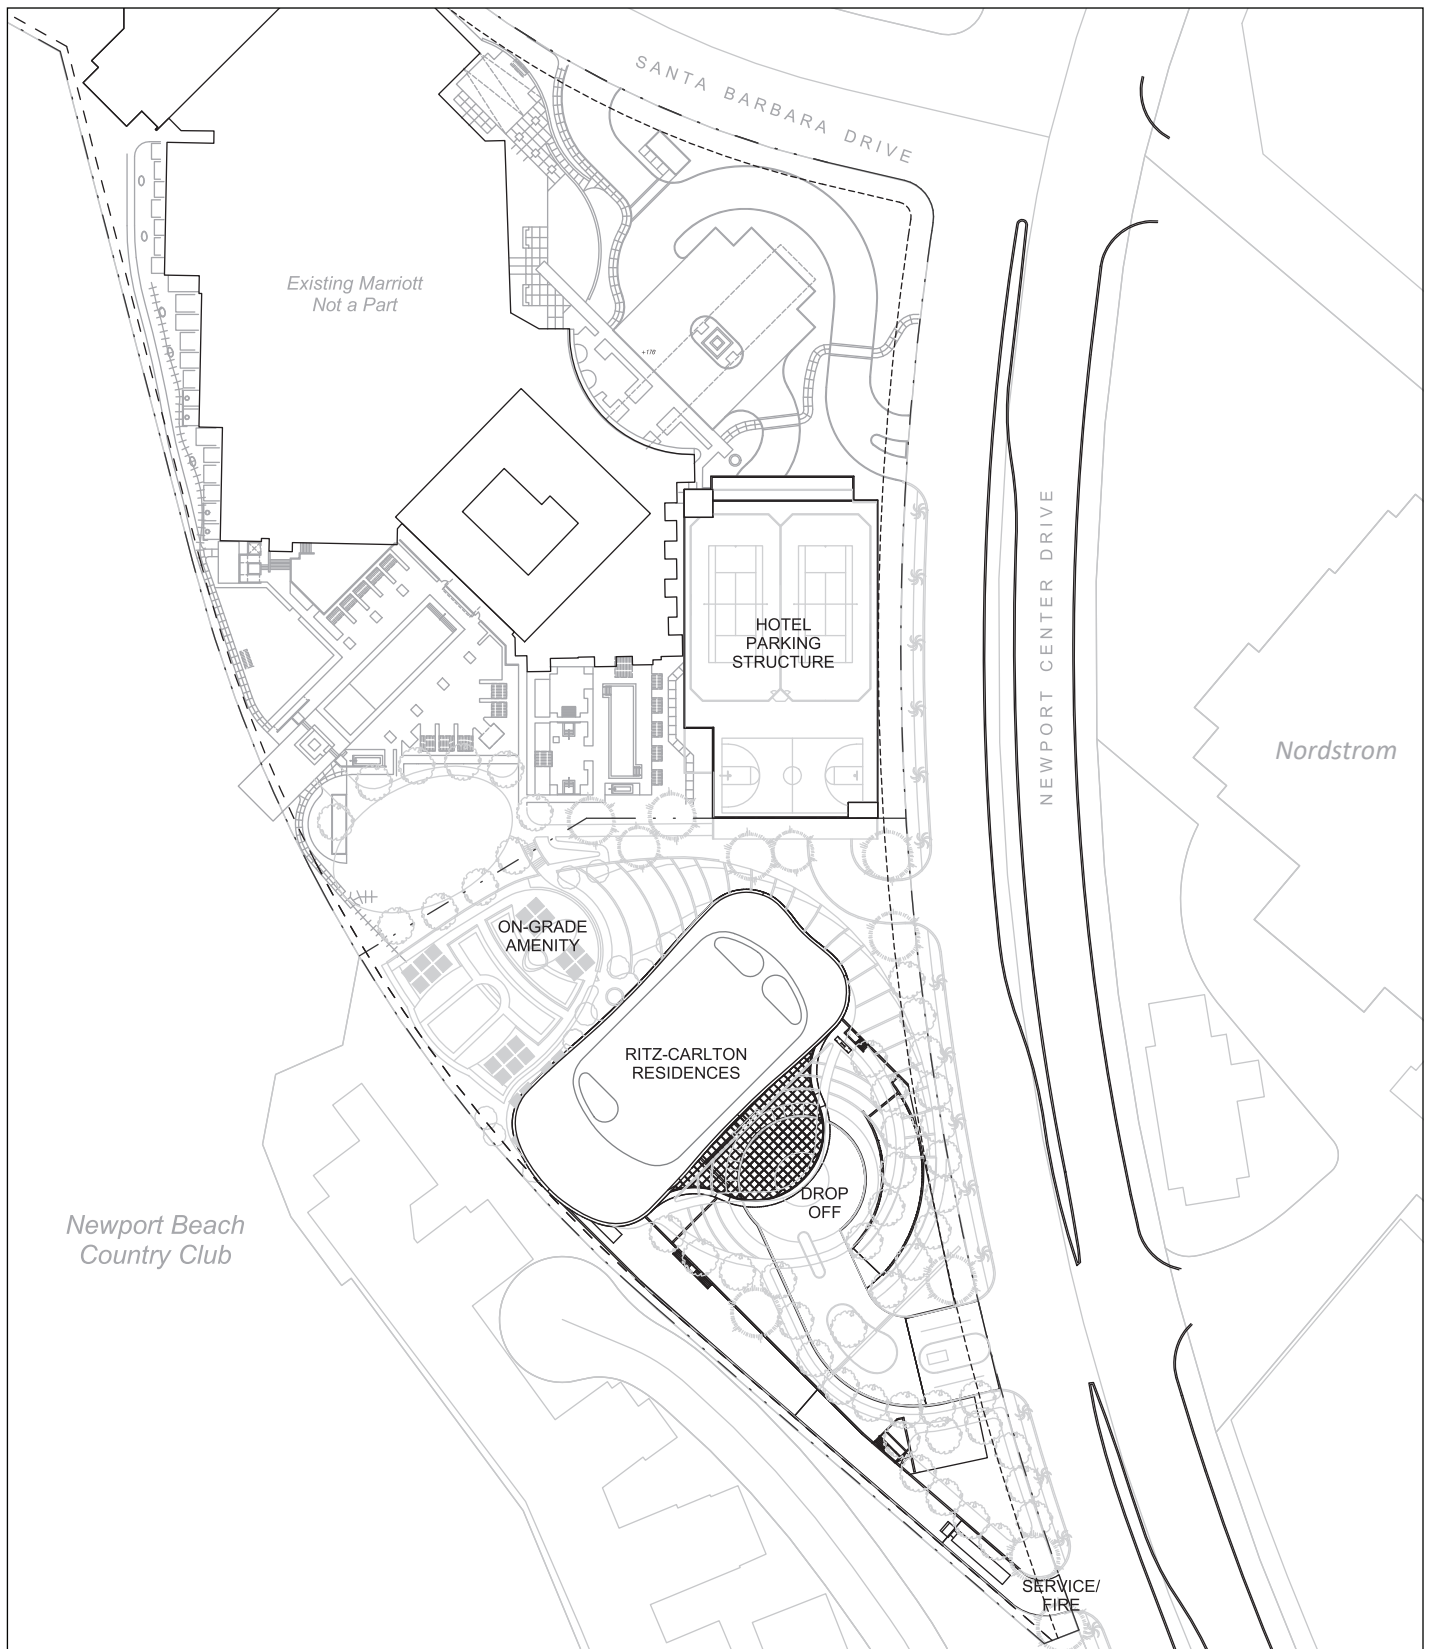 SANTA BARBARA DRIVE
Existing Marriott
Not a Part
+176
NEWPORT CENTER DRIVE
HOTEL
PARKING
STRUCTURE
Nordstrom
ON-GRADE
AMENITY
RITZ-CARLTON
RESIDENCES
DROP
OFF
Newport Beach
Country Club
SERVICE/
FIRE